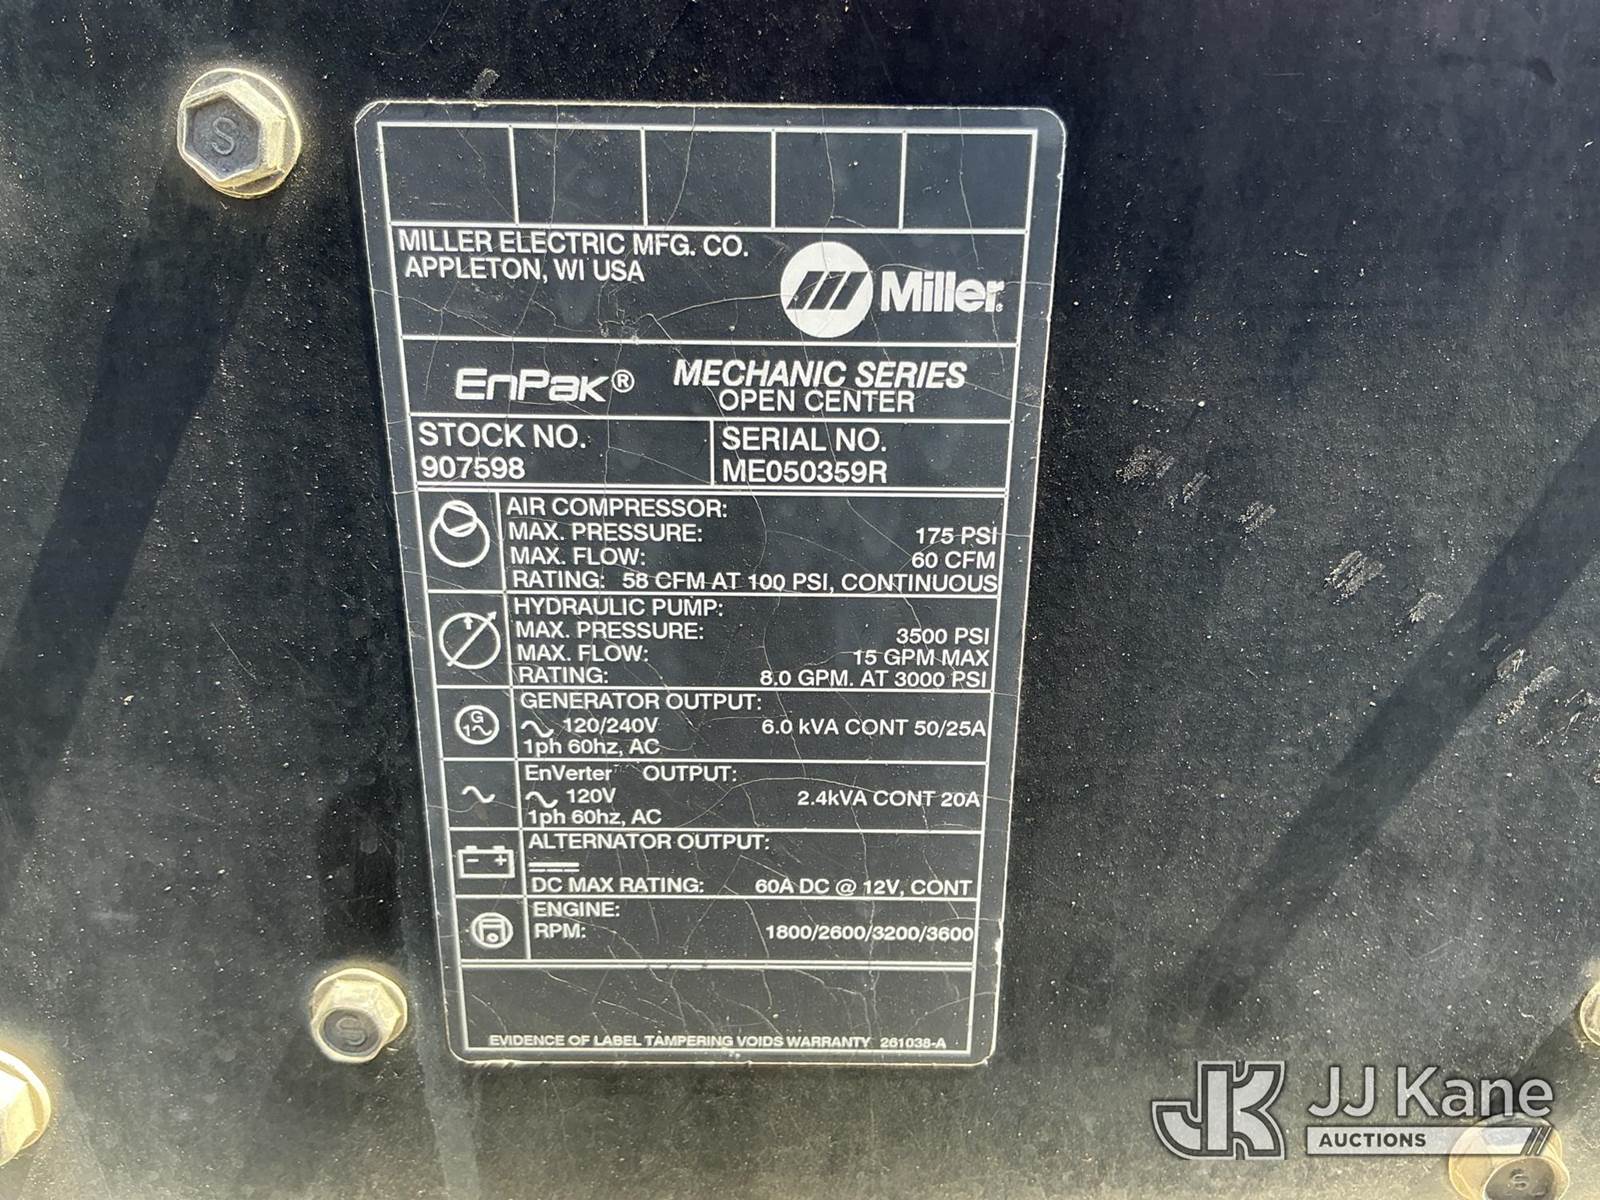 MILLER ELECTRIC MFG. CO.
APPLETON, WI USA
Miller®
EnPak®
MECHANIC SERIES
OPEN CENTER
STOCK NO.
907598
SERIAL NO.
ME050359R
AIR COMPRESSOR:
MAX. PRESSURE: 175 PSI
MAX. FLOW: 60 CFM
RATING: 58 CFM AT 100 PSI, CONTINUOUS
HYDRAULIC PUMP:
MAX. PRESSURE: 3500 PSI
MAX. FLOW: 15 GPM MAX
RATING: 8.0 GPM. AT 3000 PSI
G
1
GENERATOR OUTPUT:
120/240V 6.0 kVA CONT 50/25A
1ph 60hz, AC
EnVerter OUTPUT:
120V 2.4kVA CONT 20A
1ph 60hz, AC
- +
ALTERNATOR OUTPUT:
DC MAX RATING: 60A DC @ 12V, CONT
ENGINE:
RPM: 1800/2600/3200/3600
EVIDENCE OF LABEL TAMPERING VOIDS WARRANTY 261038-A
S
S
S
JK JJ Kane
AUCTIONS